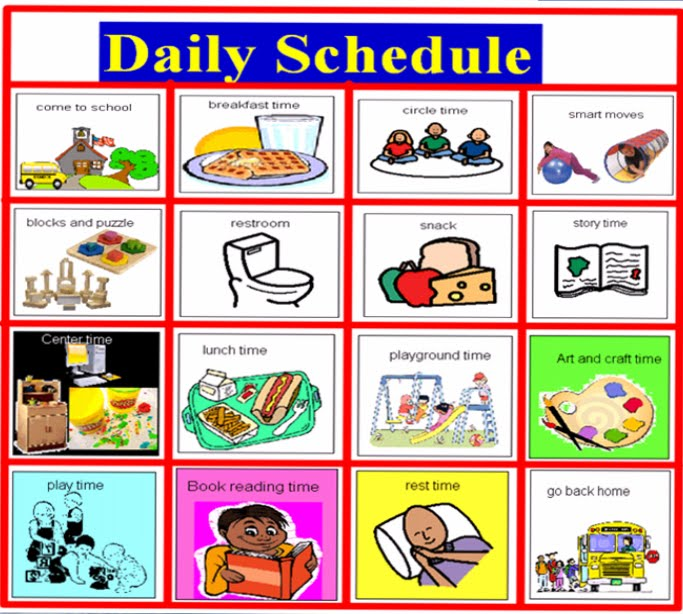 Daily Schedule
come to school
breakfast time
circle time
smart moves
blocks and puzzle
restroom
snack
story time
Center time
lunch time
playground time
Art and craft time
play time
Book reading time
rest time
go back home